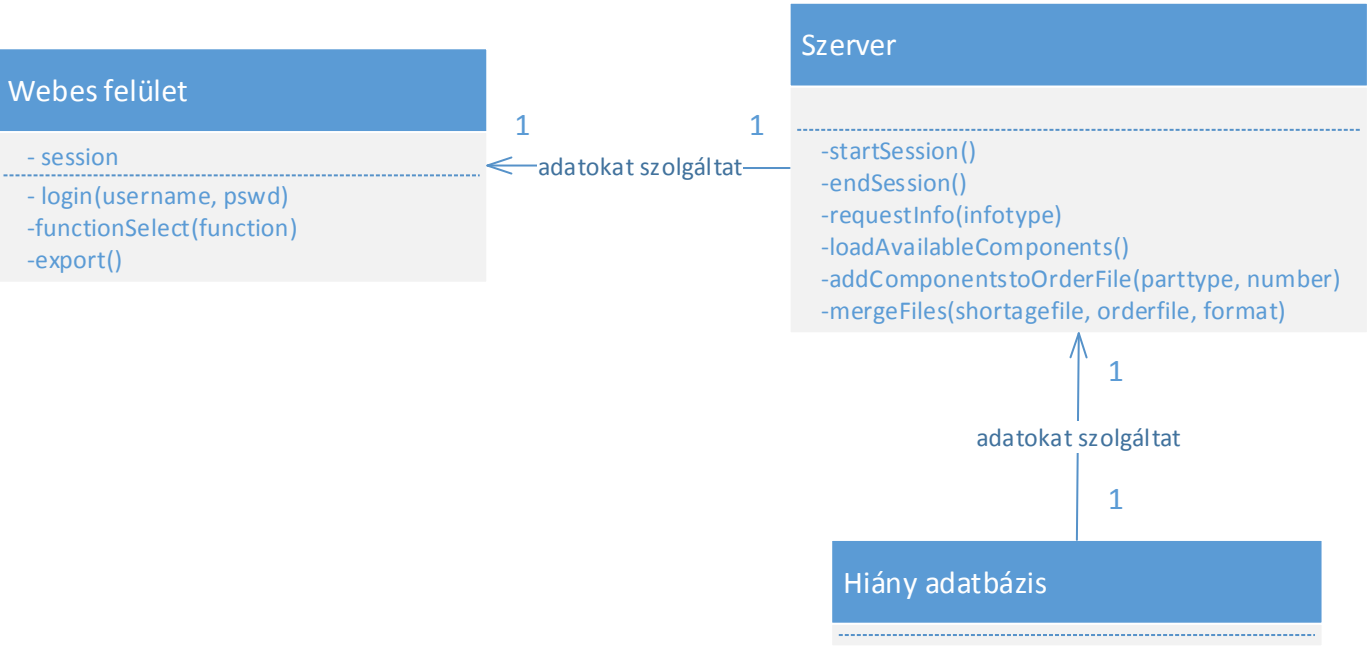 Webes felület
- session
- login(username, pswd)
-functionSelect(function)
-export()
1
1
adatokat szolgáltat
Szerver
-startSession()
-endSession()
-requestInfo(infotype)
-loadAvailableComponents()
-addComponentstoOrderFile(parttype, number)
-mergeFiles(shortagefile, orderfile, format)
1
adatokat szolgáltat
1
Hiány adatbázis